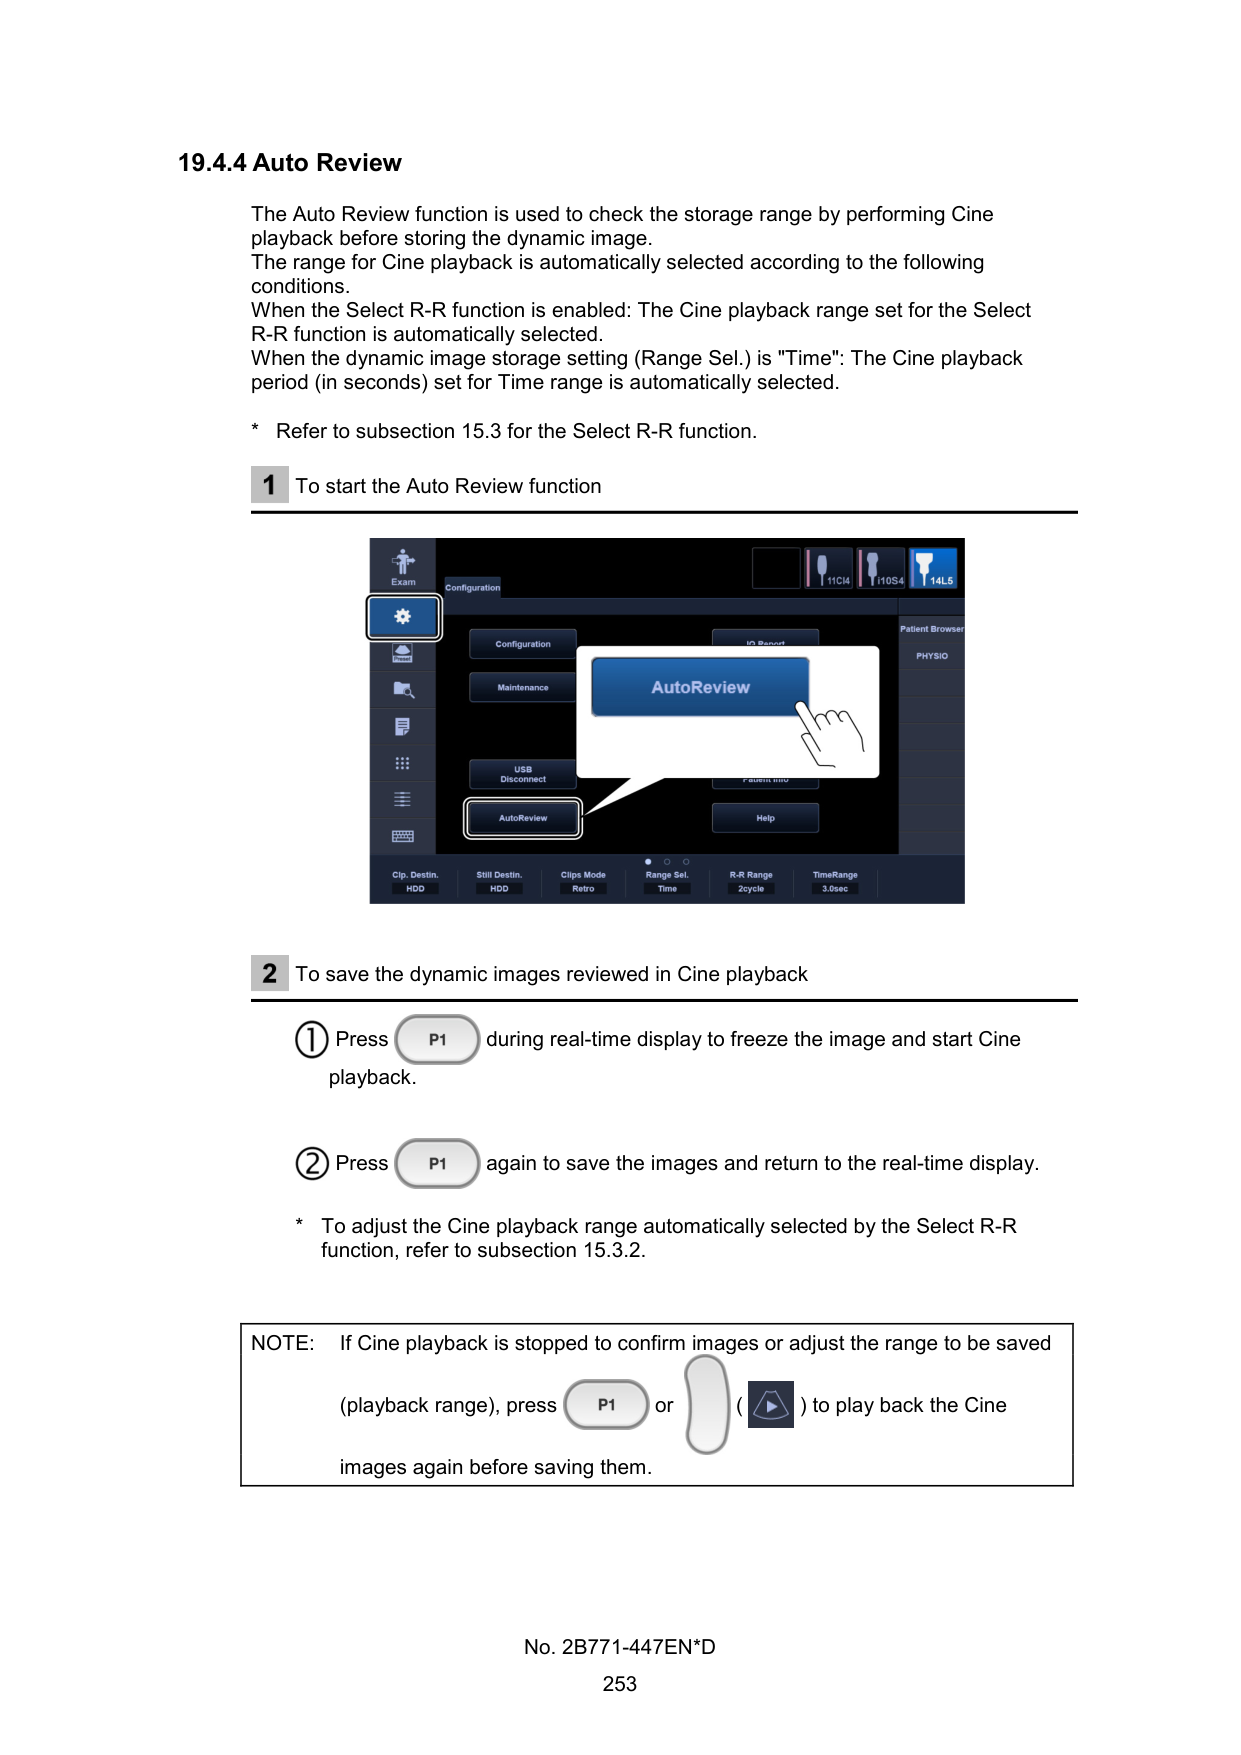 19.4.4 Auto Review
The Auto Review function is used to check the storage range by performing Cine
playback before storing the dynamic image.
The range for Cine playback is automatically selected according to the following
conditions.
When the Select R-R function is enabled: The Cine playback range set for the Select
R-R function is automatically selected.
When the dynamic image storage setting (Range Sel.) is "Time": The Cine playback
period (in seconds) set for Time range is automatically selected.
* Refer to subsection 15.3 for the Select R-R function.
1 To start the Auto Review function
Exam
11CI4 i10S4 14L5
Configuration
Patient Browser
Configuration
IQ Report
PHYSIO
Preset
Maintenance
AutoReview
USB
Disconnect
Patient Info
AutoReview
Help
Clp. Destin. Still Destin. Clips Mode Range Sel. R-R Range TimeRange
HDD HDD Retro Time 2cycle 3.0sec
2 To save the dynamic images reviewed in Cine playback
① Press P1 during real-time display to freeze the image and start Cine
playback.
② Press P1 again to save the images and return to the real-time display.
* To adjust the Cine playback range automatically selected by the Select R-R
function, refer to subsection 15.3.2.
NOTE: If Cine playback is stopped to confirm images or adjust the range to be saved
(playback range), press P1 or ( ) to play back the Cine
images again before saving them.
No. 2B771-447EN*D
253